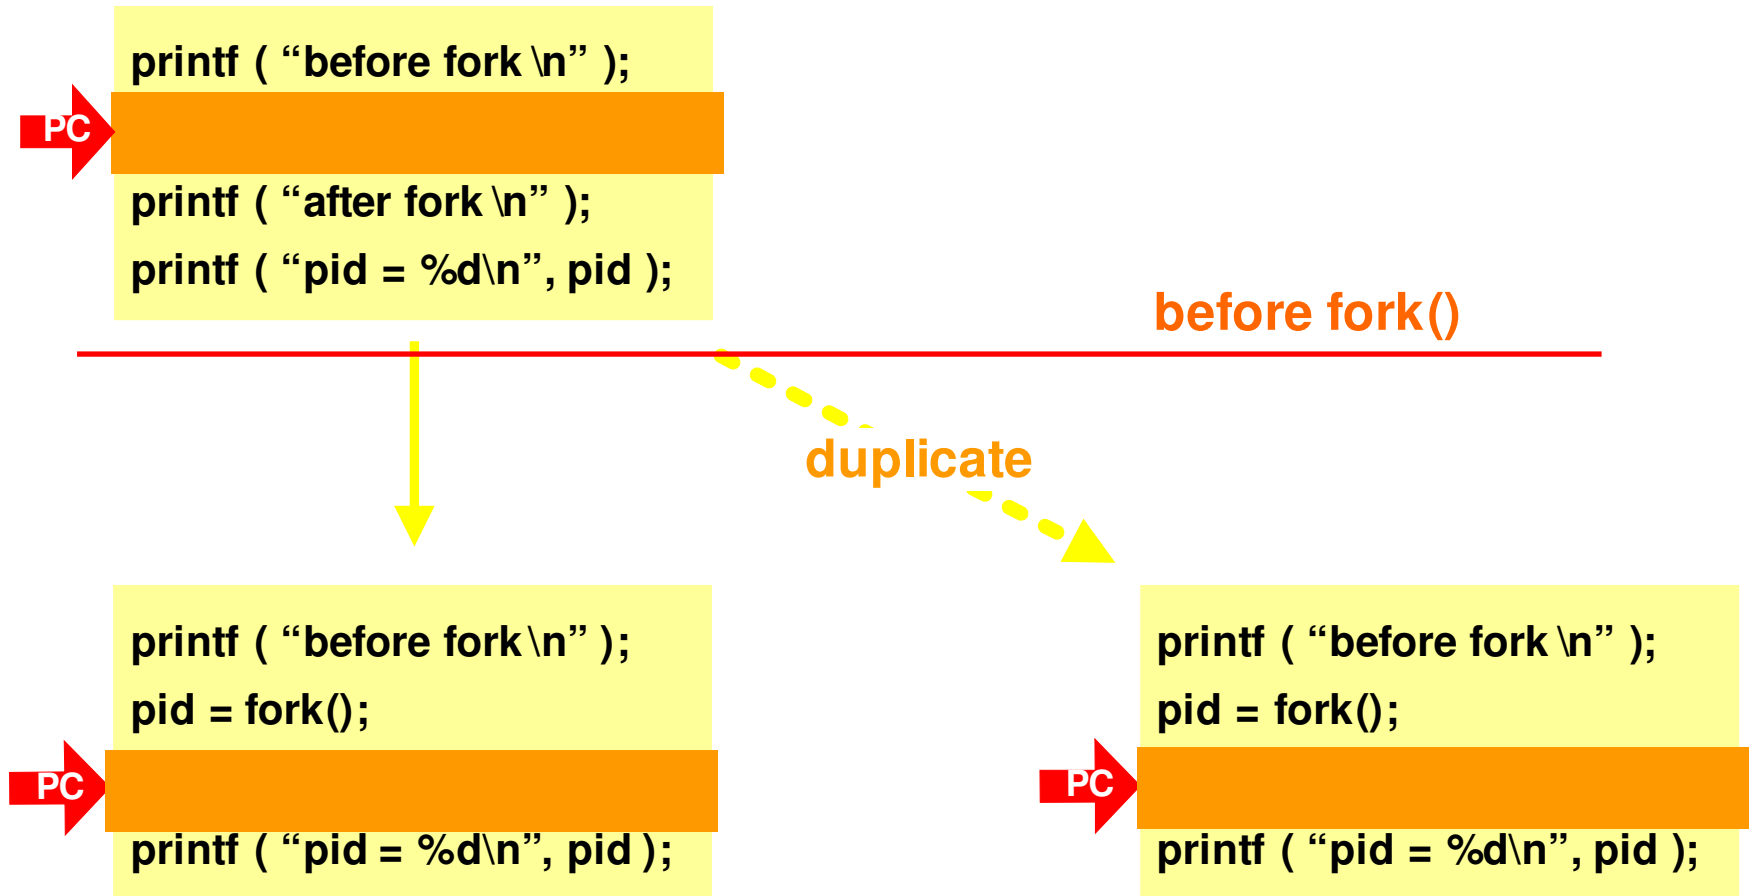 printf ( “before fork \n” );
PC
printf ( “after fork \n” );
printf ( “pid = %d\n”, pid );
before fork()
duplicate
printf ( “before fork \n” );
pid = fork();
PC
printf ( “pid = %d\n”, pid );
printf ( “before fork \n” );
pid = fork();
PC
printf ( “pid = %d\n”, pid );